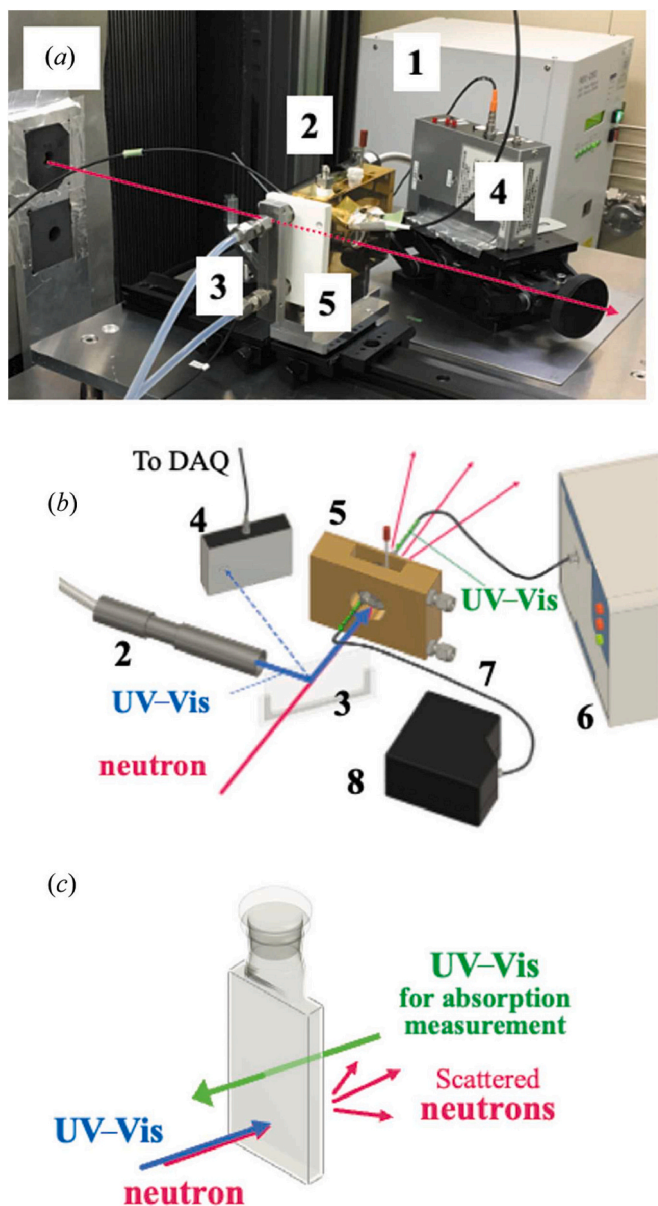 (a)
1
2
4
3
5
To DAQ
(b)
4
5
UV–Vis
2
UV–Vis
3
7
6
neutron
8
(c)
UV–Vis
for absorption
measurement
Scattered
neutrons
UV–Vis
neutron